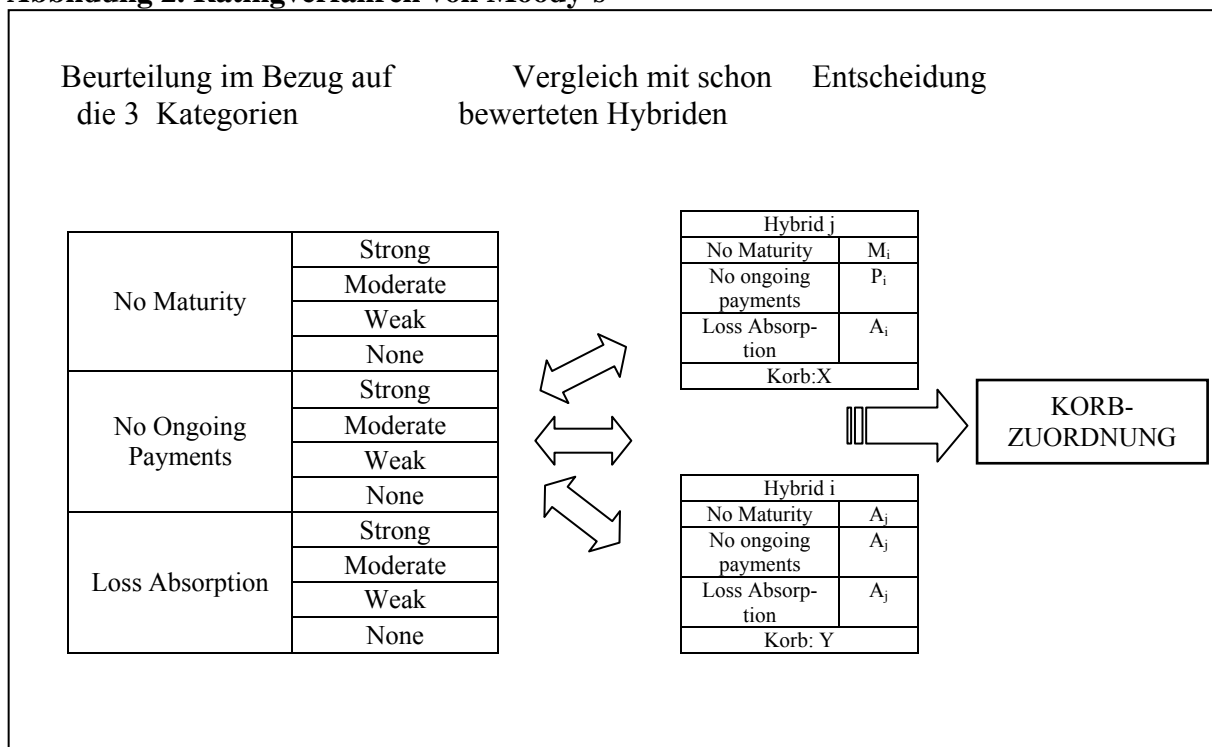 Abbildung 2: Ratingverfahren von Moody's
Beurteilung im Bezug auf
die 3 Kategorien
Vergleich mit schon
bewerteten Hybriden
Entscheidung
No Maturity
Strong
Moderate
Weak
None
No Ongoing
Payments
Strong
Moderate
Weak
None
Loss Absorption
Strong
Moderate
Weak
None
Hybrid j
No Maturity Mi
No ongoing Pi
payments
Loss Absorp- Ai
tion
Korb:X
Hybrid i
No Maturity Aj
No ongoing Aj
payments
Loss Absorp- Aj
tion
Korb: Y
KORB-
ZUORDNUNG